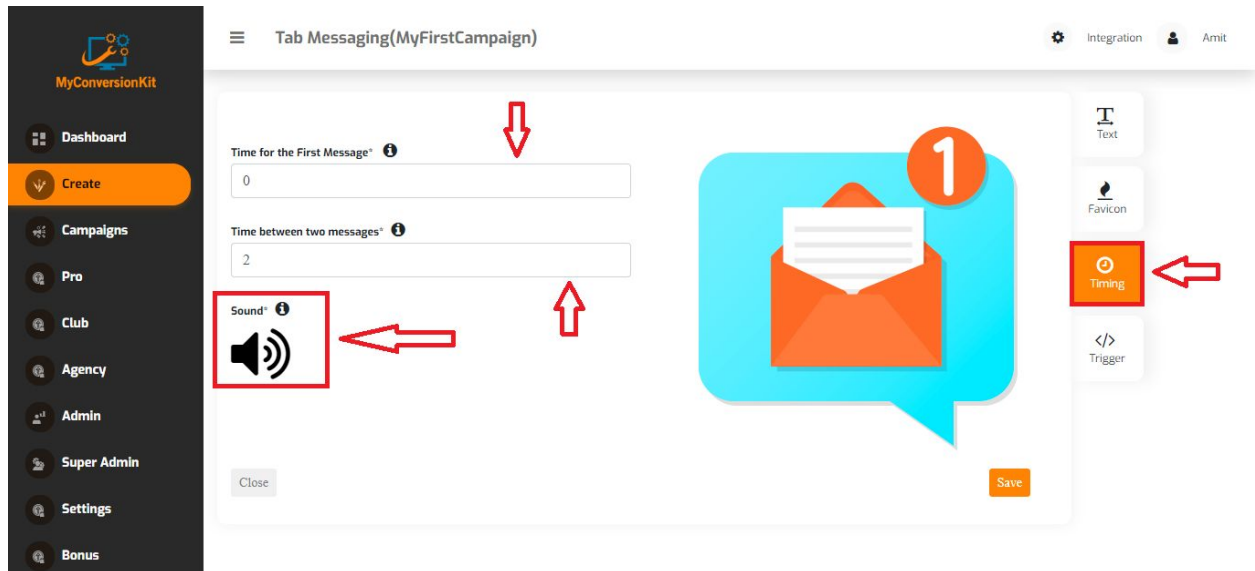 MyConversionKit
Dashboard
Create
Campaigns
Pro
Club
Agency
Admin
Super Admin
Settings
Bonus
Tab Messaging(MyFirstCampaign)
Integration
Amit
Time for the First Message*
0
Time between two messages*
2
Sound*
1
Close
Save
Text
Favicon
Timing
</>
Trigger